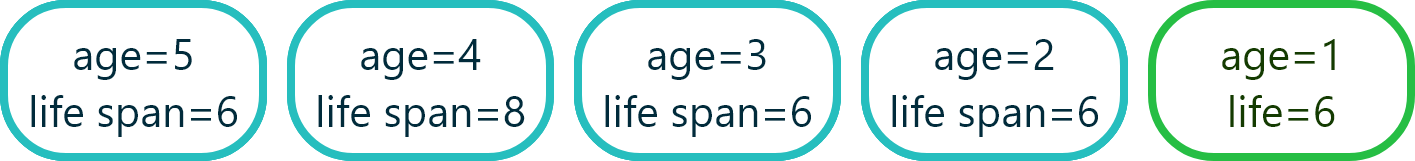 age=5
life span=6
age=4
life span=8
age=3
life span=6
age=2
life span=6
age=1
life=6